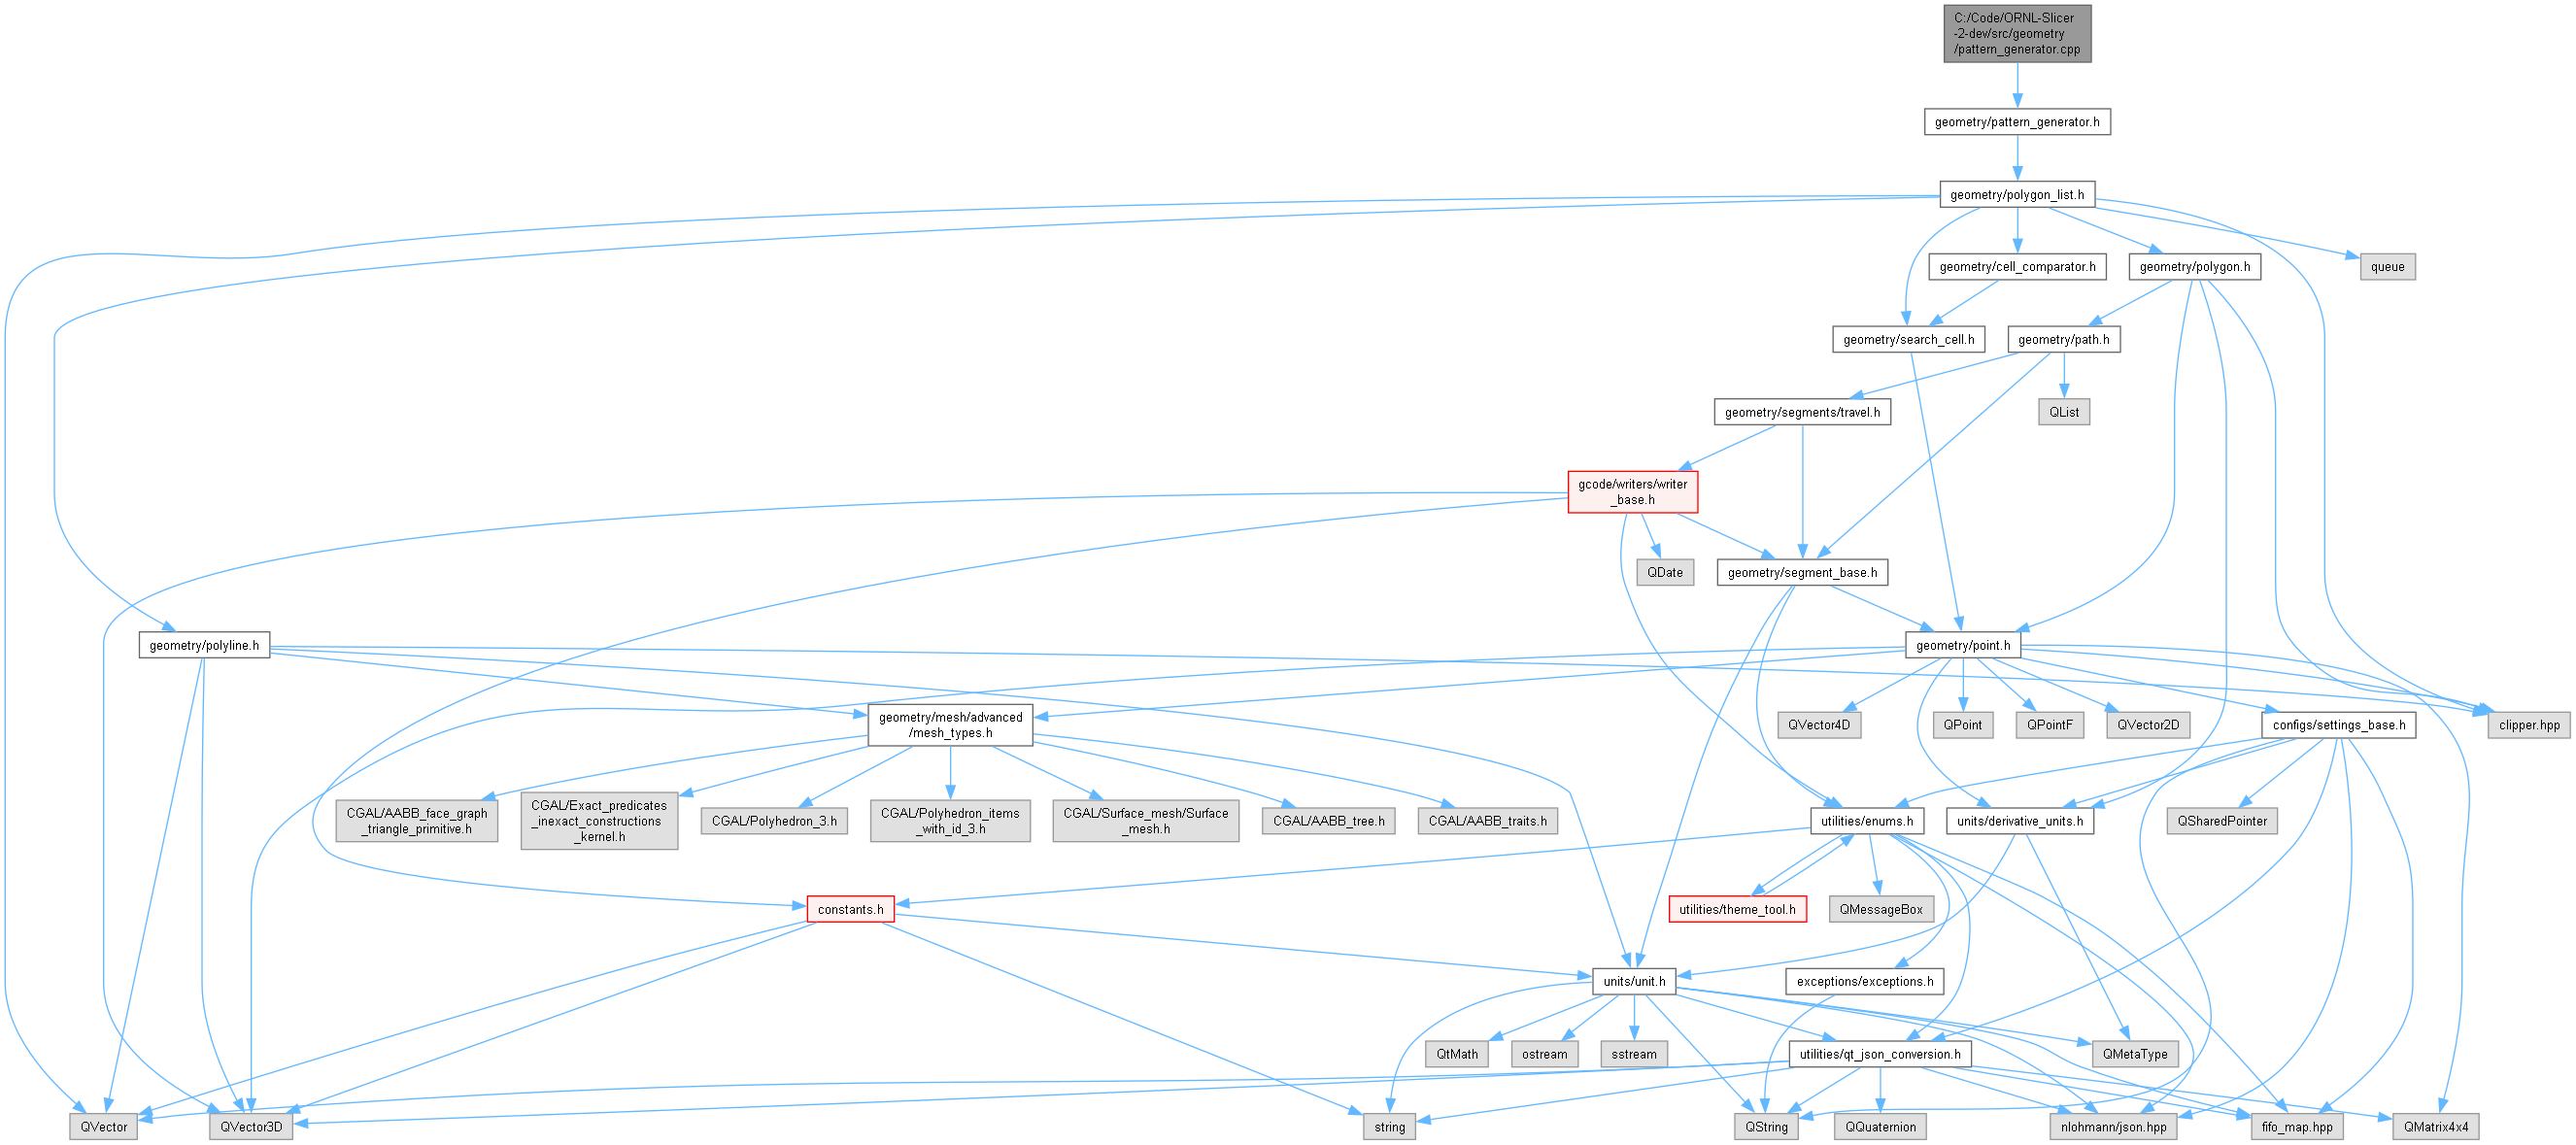 C:/Code/ORNL-Slicer
-2-dev/src/geometry
/pattern_generator.cpp
geometry/pattern_generator.h
geometry/polygon_list.h
geometry/cell_comparator.h
geometry/polygon.h
queue
geometry/search_cell.h
geometry/path.h
geometry/segments/travel.h
QList
gcode/writers/writer
_base.h
QDate
geometry/segment_base.h
geometry/polyline.h
geometry/point.h
geometry/mesh/advanced
/mesh_types.h
QVector4D
QPoint
QPointF
QVector2D
configs/settings_base.h
clipper.hpp
CGAL/AABB_face_graph
_triangle_primitive.h
CGAL/Exact_predicates
_inexact_constructions
_kernel.h
CGAL/Polyhedron_3.h
CGAL/Polyhedron_items
_with_id_3.h
CGAL/Surface_mesh/Surface
_mesh.h
CGAL/AABB_tree.h
CGAL/AABB_traits.h
utilities/enums.h
units/derivative_units.h
QSharedPointer
constants.h
utilities/theme_tool.h
QMessageBox
units/unit.h
exceptions/exceptions.h
QtMath
ostream
sstream
utilities/qt_json_conversion.h
QMetaType
QVector
QVector3D
string
QString
QQuaternion
nlohmann/json.hpp
fifo_map.hpp
QMatrix4x4